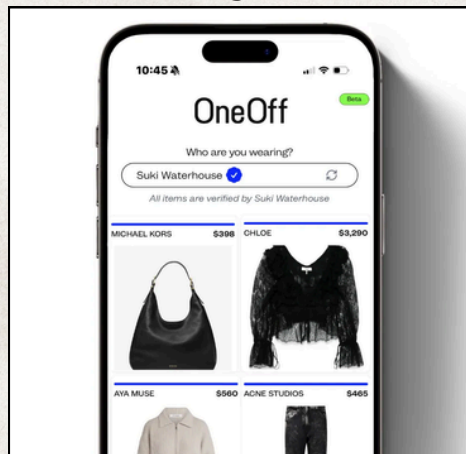 10:45
OneOff
Beta
Who are you wearing?
Suki Waterhouse
All items are verified by Suki Waterhouse
MICHAEL KORS $398 CHLOE $3,290
AYA MUSE $560 ACNE STUDIOS $465